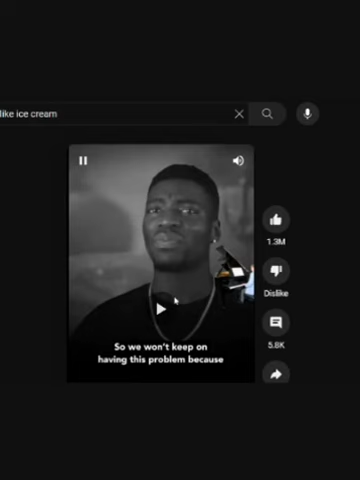 like ice cream
1.3M
Dislike
5.8K
So we won't keep on
having this problem because